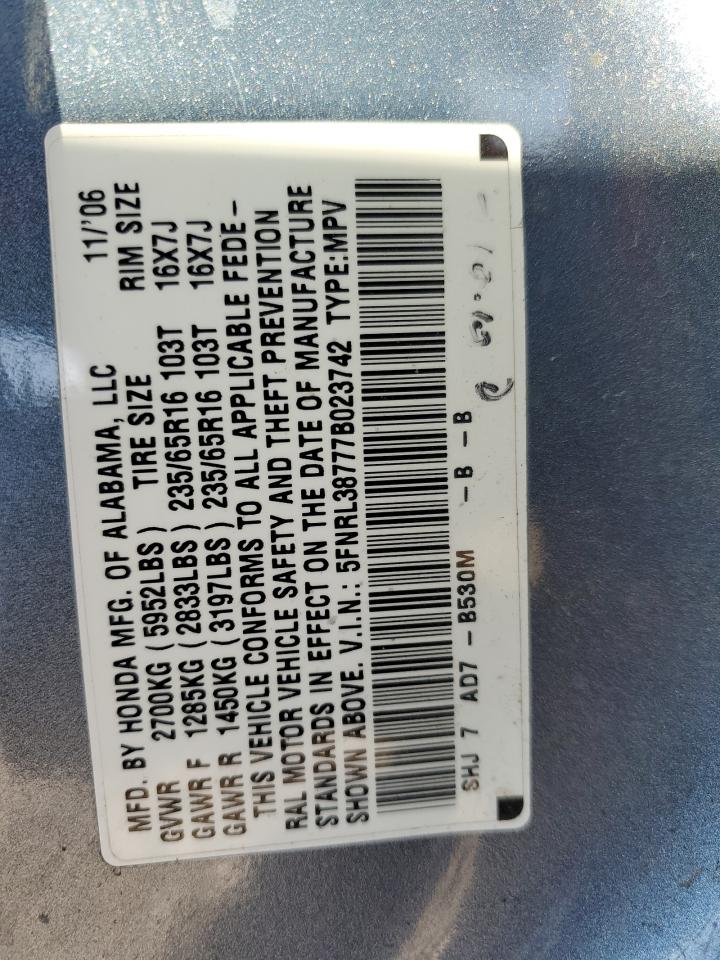 MFD. BY HONDA MFG. OF ALABAMA, LLC 11/'06
GVWR 2700KG ( 5952LBS ) TIRE SIZE RIM SIZE
GAWR F 1285KG ( 2833LBS ) 235/65R16 103T 16X7J
GAWR R 1450KG ( 3197LBS ) 235/65R16 103T 16X7J
THIS VEHICLE CONFORMS TO ALL APPLICABLE FEDE-
RAL MOTOR VEHICLE SAFETY AND THEFT PREVENTION
STANDARDS IN EFFECT ON THE DATE OF MANUFACTURE
SHOWN ABOVE. V.I.N.: 5FNRL38777B023742 TYPE:MPV
SHJ 7 AD7 - B530M - B - B